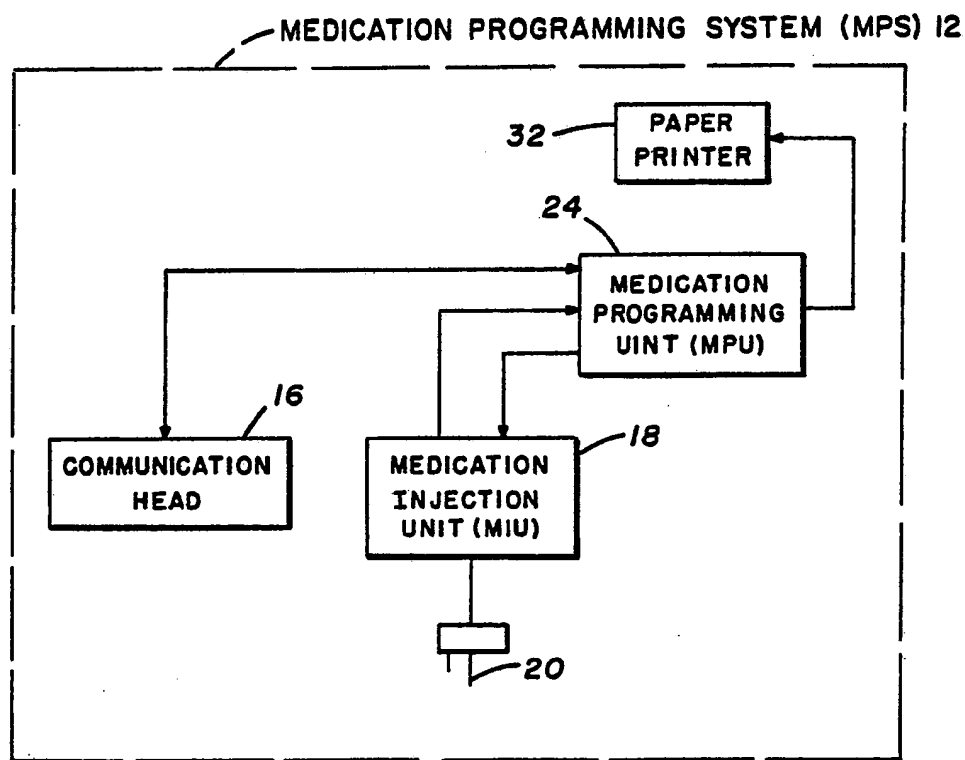 MEDICATION PROGRAMMING SYSTEM (MPS) 12
32
PAPER
PRINTER
24
MEDICATION
PROGRAMMING
UINT (MPU)
16
COMMUNICATION
HEAD
18
MEDICATION
INJECTION
UNIT (MIU)
20